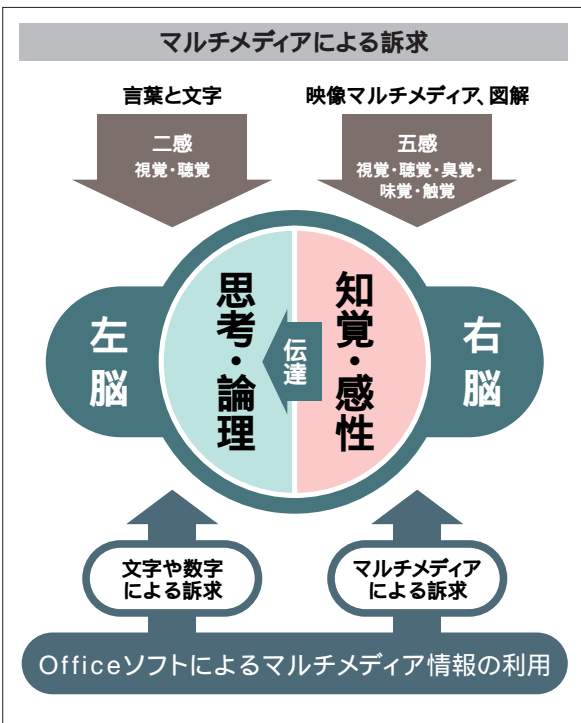 マルチメディアによる訴求
言葉と文字
映像マルチメディア、図解
二感
視覚・聴覚
五感
視覚・聴覚・臭覚・
味覚・触覚
左脳
思考・論理
伝達
知覚・感性
右脳
文字や数字
による訴求
マルチメディア
による訴求
Officeソフトによるマルチメディア情報の利用